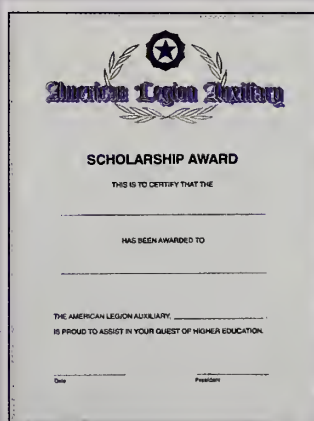 American Legion Auxiliary
SCHOLARSHIP AWARD
THIS IS TO CERTIFY THAT THE
HAS BEEN AWARDED TO
THE AMERICAN LEGION AUXILIARY,
IS PROUD TO ASSIST IN YOUR QUEST OF HIGHER EDUCATION.
Date President